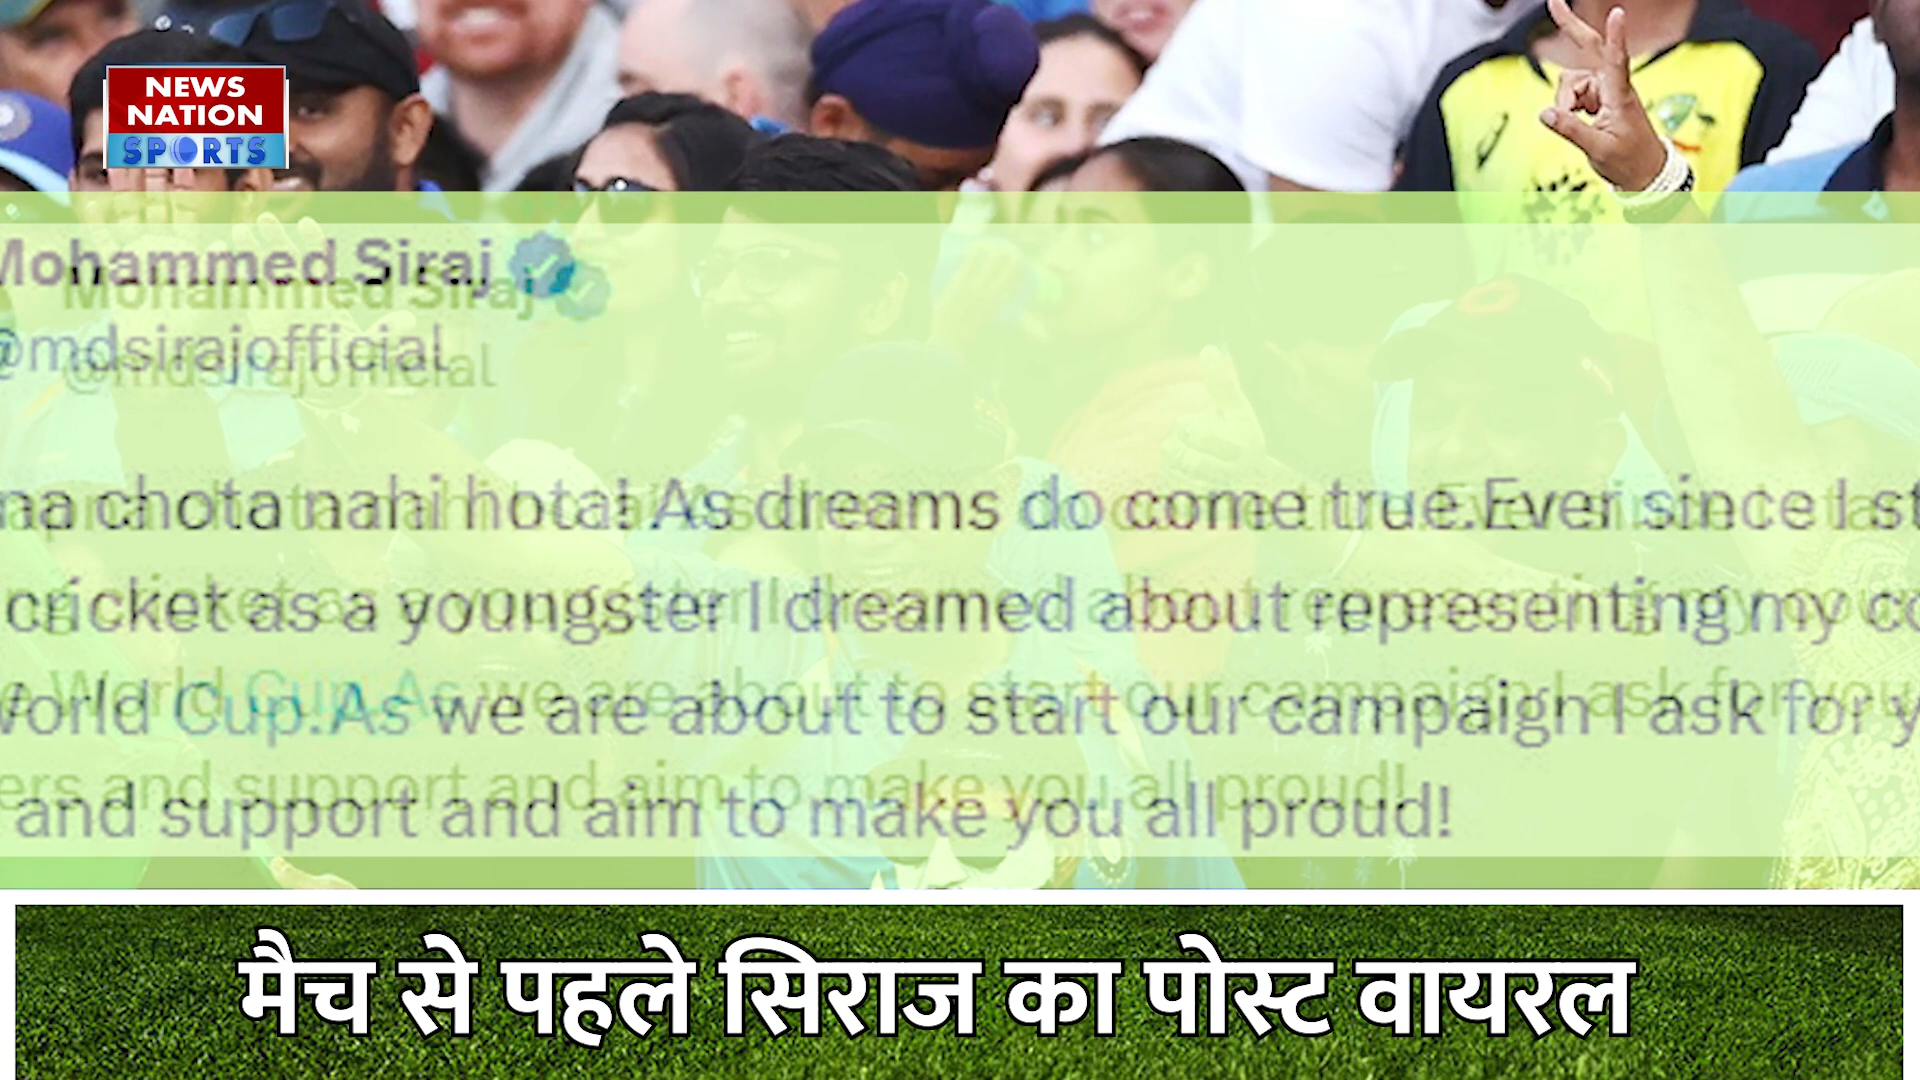 NEWS
NATION
SPORTS
Mohammed Siraj
@mdsirajofficial
na chota nahi hota! As dreams do come true.Ever since I st
cricket as a youngster I dreamed about representing my co
World Cup.As we are about to start our campaign I ask for y
and support and aim to make you all proud!
मैच से पहले सिराज का पोस्ट वायरल